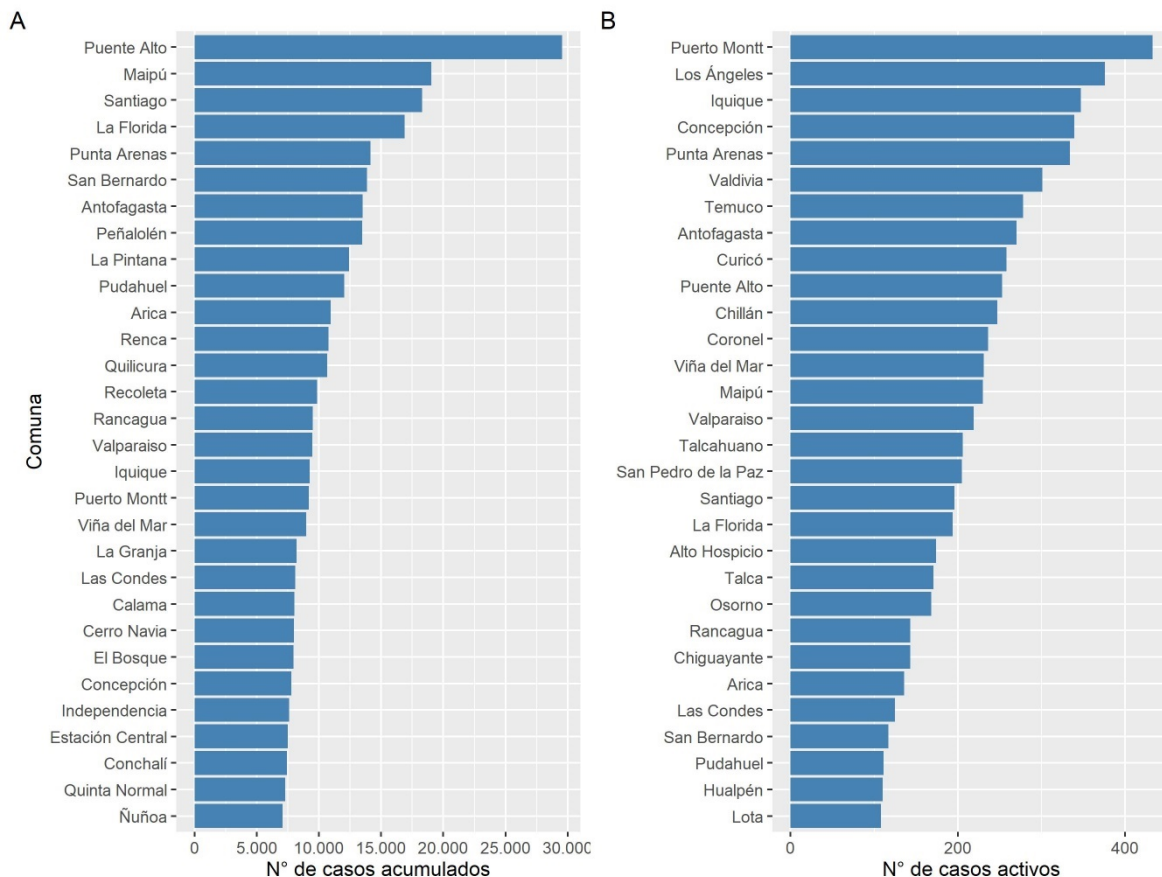 A
Puente Alto
Maipú
Santiago
La Florida
Punta Arenas
San Bernardo
Antofagasta
Peñalolén
La Pintana
Pudahuel
Arica
Renca
Quilicura
Recoleta
Rancagua
Valparaiso
Iquique
Puerto Montt
Viña del Mar
La Granja
Las Condes
Calama
Cerro Navia
El Bosque
Concepción
Independencia
Estación Central
Conchalí
Quinta Normal
Ñuñoa
Comuna
0 5.000 10.000 15.000 20.000 25.000 30.000
N° de casos acumulados
B
Puerto Montt
Los Ángeles
Iquique
Concepción
Punta Arenas
Valdivia
Temuco
Antofagasta
Curicó
Puente Alto
Chillán
Coronel
Viña del Mar
Maipú
Valparaiso
Talcahuano
San Pedro de la Paz
Santiago
La Florida
Alto Hospicio
Talca
Osorno
Rancagua
Chiguayante
Arica
Las Condes
San Bernardo
Pudahuel
Hualpén
Lota
0 200 400
N° de casos activos